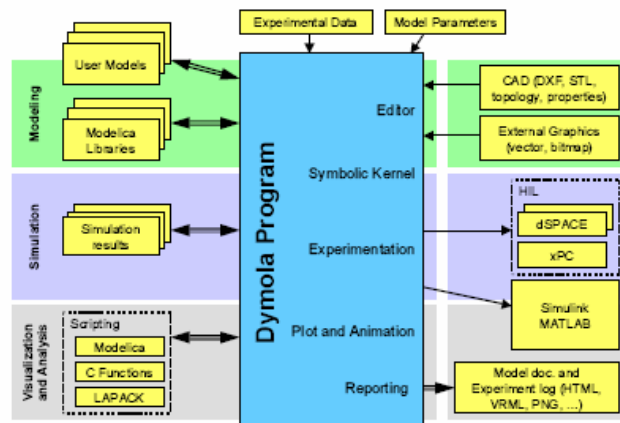 Experimental Data
Model Parameters
User Models
Modelica
Libraries
Modeling
Dymola Program
Editor
Symbolic Kernel
Experimentation
Plot and Animation
Reporting
CAD (DXF, STL,
topology, properties)
External Graphics
(vector, bitmap)
Simulation
Simulation
results
HIL
dSPACE
xPC
Simulink
MATLAB
Visualization
and Analysis
Scripting
Modelica
C Functions
LAPACK
Model doc. and
Experiment log (HTML,
VRML, PNG, ...)